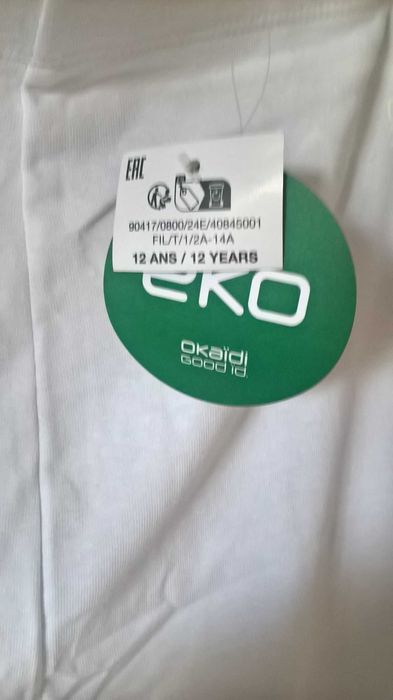 EAC
90417/0800/24E/40845001
FIL/T/1/2A-14A
12 ANS / 12 YEARS
eko
okaïdi
GOOD id.